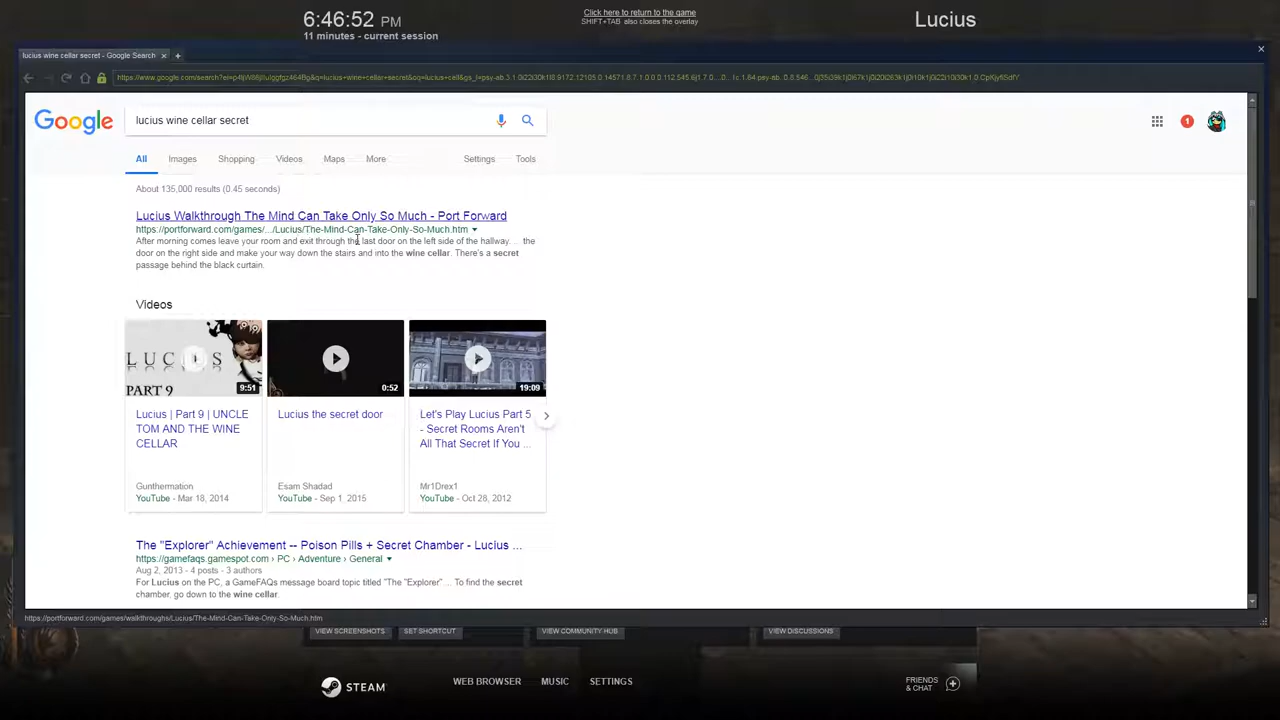 6:46:52 PM
11 minutes - current session
Click here to return to the game
SHIFT+TAB also closes the overlay
Lucius
lucius wine cellar secret - Google Search
Google
lucius wine cellar secret
1
All Images Shopping Videos Maps More Settings Tools
About 135,000 results (0.45 seconds)
Lucius Walkthrough The Mind Can Take Only So Much - Port Forward
https://portforward.com/games/.../Lucius/The-Mind-Can-Take-Only-So-Much.htm
After morning comes leave your room and exit through the last door on the left side of the hallway. ... the
door on the right side and make your way down the stairs and into the wine cellar. There's a secret
passage behind the black curtain.
Videos
LUCIUS
PART 9
9:51
0:52
19:09
Lucius | Part 9 | UNCLE
TOM AND THE WINE
CELLAR
Gunthermation
YouTube - Mar 18, 2014
Lucius the secret door
Esam Shadad
YouTube - Sep 1, 2015
Let's Play Lucius Part 5
- Secret Rooms Aren't
All That Secret If You ...
Mr1Drex1
YouTube - Oct 28, 2012
The "Explorer" Achievement -- Poison Pills + Secret Chamber - Lucius ...
https://gamefaqs.gamespot.com › PC › Adventure › General
Aug 2, 2013 - 4 posts - 3 authors
For Lucius on the PC, a GameFAQs message board topic titled "The "Explorer"... To find the secret
chamber, go down to the wine cellar.
https://portforward.com/games/walkthroughs/Lucius/The-Mind-Can-Take-Only-So-Much.htm
VIEW SCREENSHOTS SET SHORTCUT VIEW COMMUNITY HUB VIEW DISCUSSIONS
STEAM
WEB BROWSER MUSIC SETTINGS
FRIENDS
& CHAT